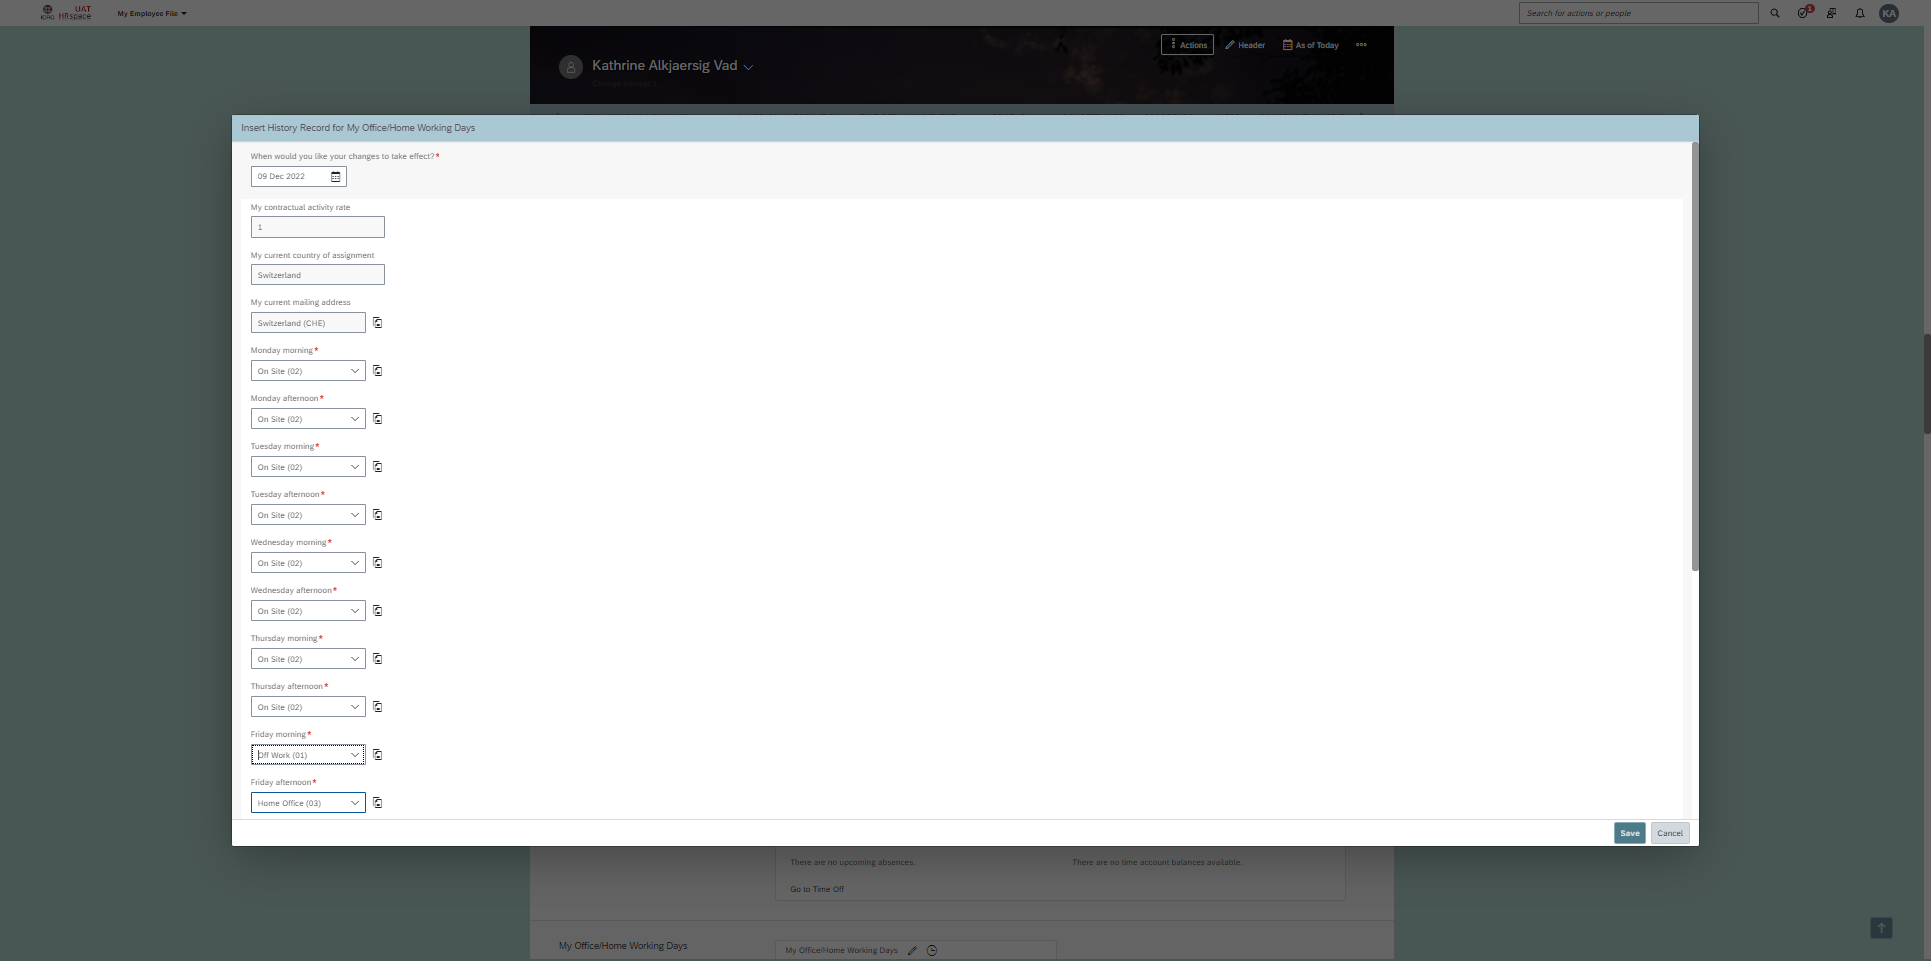 UAT
ICRC HRspace
My Employee File
Search for actions or people
1
KA
Actions
Header
As of Today
Kathrine Alkjaersig Vad
Insert History Record for My Office/Home Working Days
When would you like your changes to take effect?*
09 Dec 2022
My contractual activity rate
1
My current country of assignment
Switzerland
My current mailing address
Switzerland (CHE)
Monday morning*
On Site (02)
Monday afternoon*
On Site (02)
Tuesday morning*
On Site (02)
Tuesday afternoon*
On Site (02)
Wednesday morning*
On Site (02)
Wednesday afternoon*
On Site (02)
Thursday morning*
On Site (02)
Thursday afternoon*
On Site (02)
Friday morning*
Off Work (01)
Friday afternoon*
Home Office (03)
Save
Cancel
There are no upcoming absences.
There are no time account balances available.
Go to Time Off
My Office/Home Working Days
My Office/Home Working Days